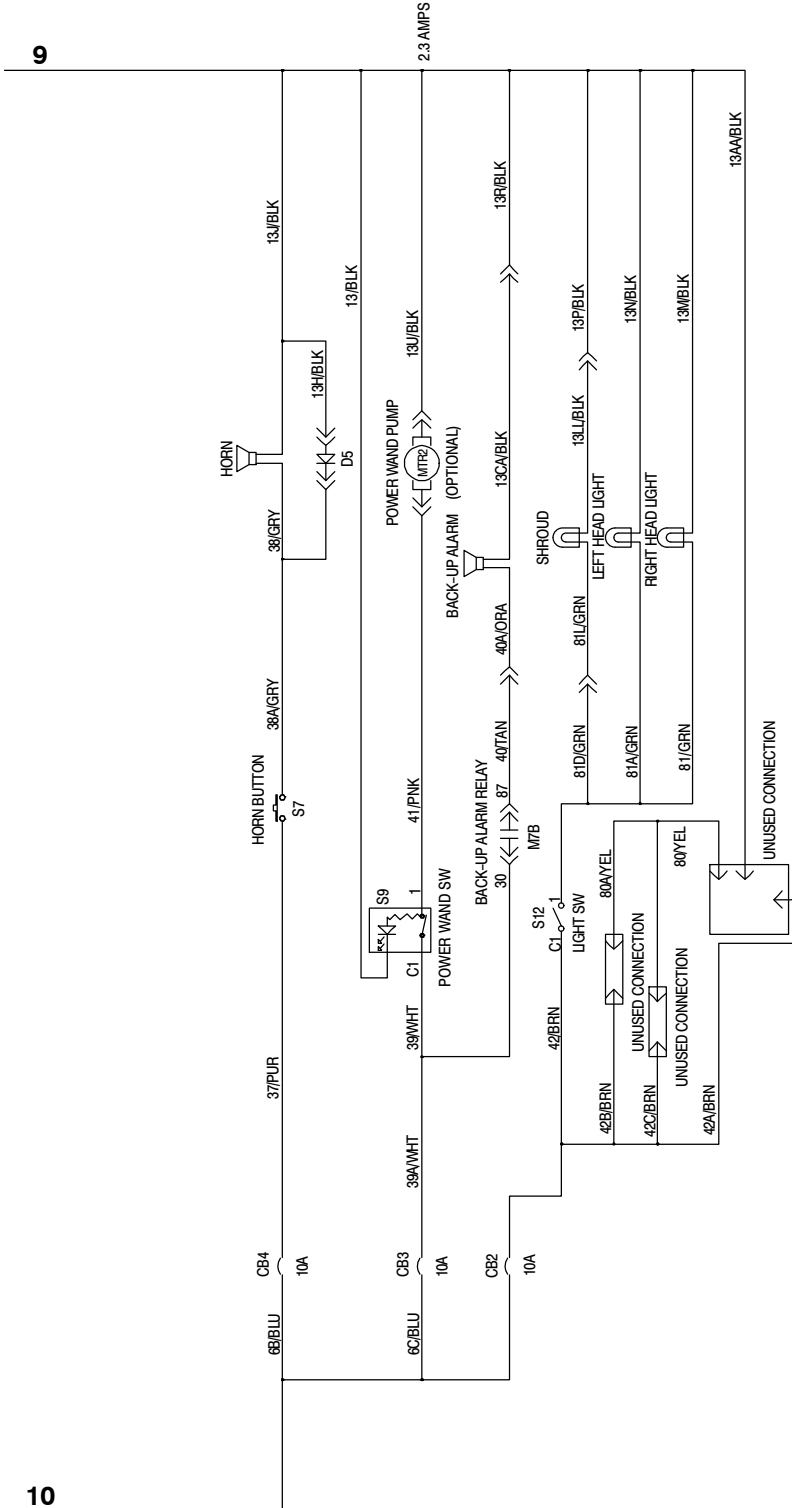 9
10
6B/BLU
CB4
10A
37/PUR
HORN BUTTON
S7
38A/GRY
38/GRY
HORN
D5
13H/BLK
13J/BLK
13/BLK
6C/BLU
CB3
10A
39A/WHT
39/WHT
C1
S9
1
POWER WAND SW
41/PNK
POWER WAND PUMP
MTR2
(OPTIONAL)
13U/BLK
2.3 AMPS
BACK-UP ALARM RELAY
30
87
M7B
40/TAN
40A/ORA
BACK-UP ALARM
13CA/BLK
13R/BLK
CB2
10A
42/BRN
C1
S12
1
LIGHT SW
81D/GRN
81L/GRN
SHROUD
13LL/BLK
13P/BLK
81A/GRN
LEFT HEAD LIGHT
13N/BLK
81/GRN
RIGHT HEAD LIGHT
13M/BLK
42B/BRN
UNUSED CONNECTION
80A/YEL
42C/BRN
UNUSED CONNECTION
80/YEL
42A/BRN
UNUSED CONNECTION
13AA/BLK